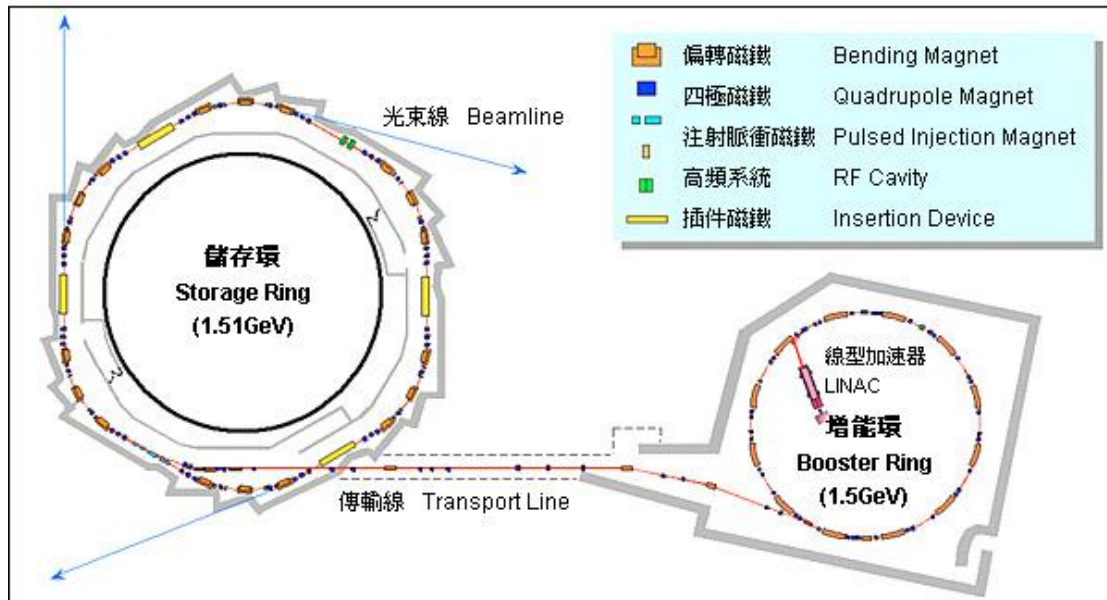 偏轉磁鐵 Bending Magnet
四極磁鐵 Quadrupole Magnet
注射脈衝磁鐵 Pulsed Injection Magnet
高頻系統 RF Cavity
插件磁鐵 Insertion Device
光束線 Beamline
儲存環
Storage Ring
(1.51GeV)
線型加速器
LINAC
增能環
Booster Ring
(1.5GeV)
傳輸線 Transport Line